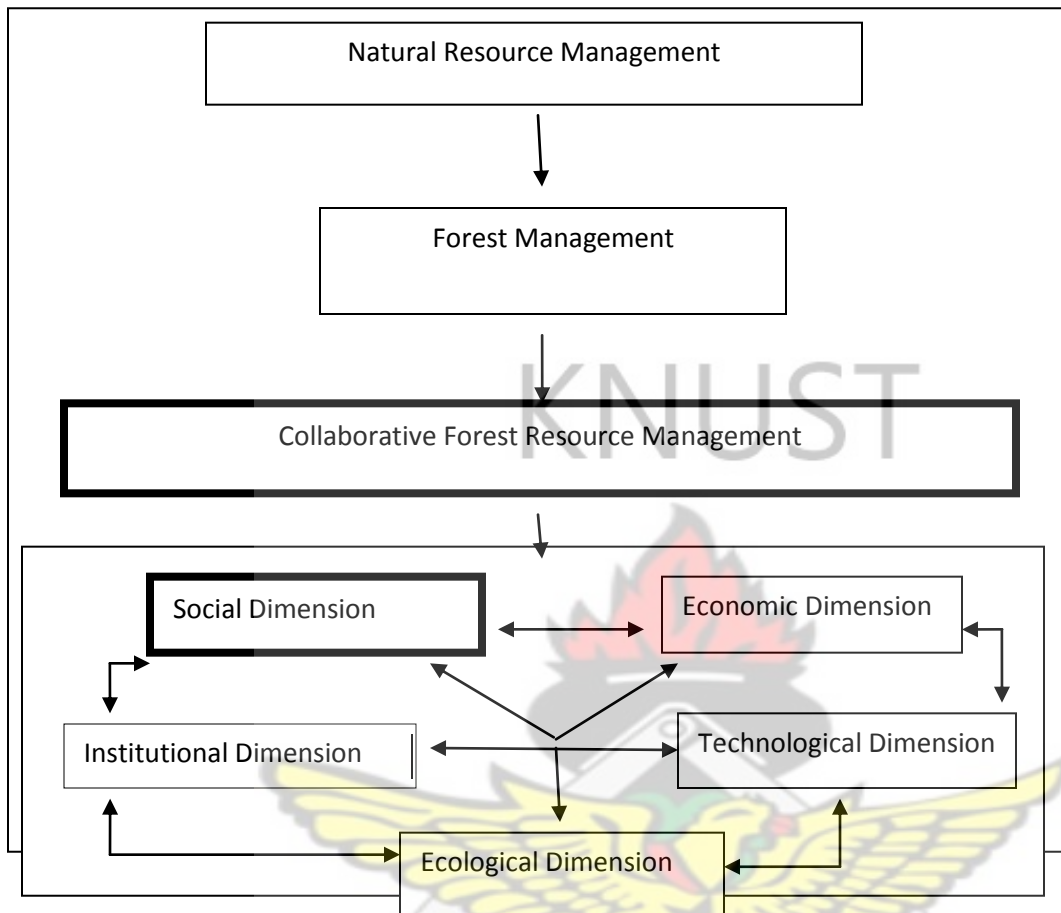 Natural Resource Management
Forest Management
KNUST
Collaborative Forest Resource Management
Social Dimension
Economic Dimension
Institutional Dimension
Technological Dimension
Ecological Dimension